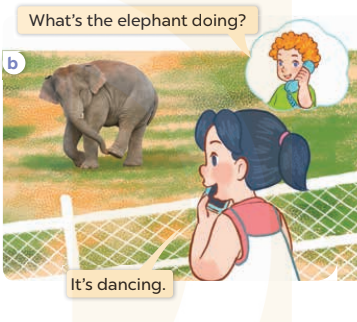 What's the elephant doing?
b
It's dancing.